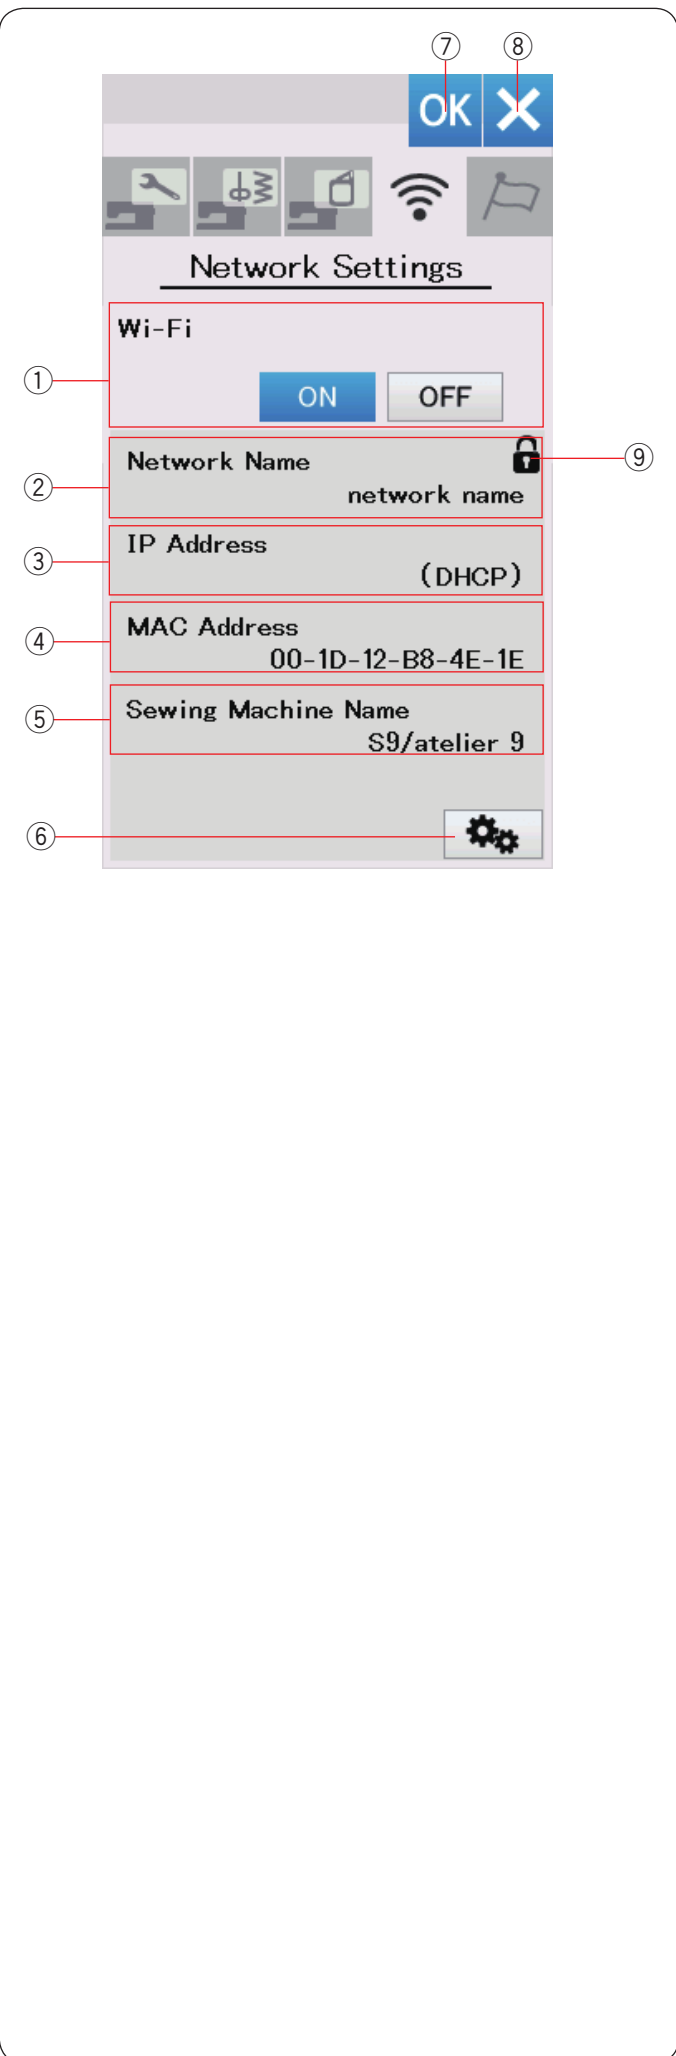 ⑦ ⑧
OK
Network Settings
Wi-Fi
①
ON OFF
Network Name
⑨
②
network name
IP Address
③
(DHCP)
MAC Address
④
00-1D-12-B8-4E-1E
Sewing Machine Name
⑤
S9/atelier 9
⑥